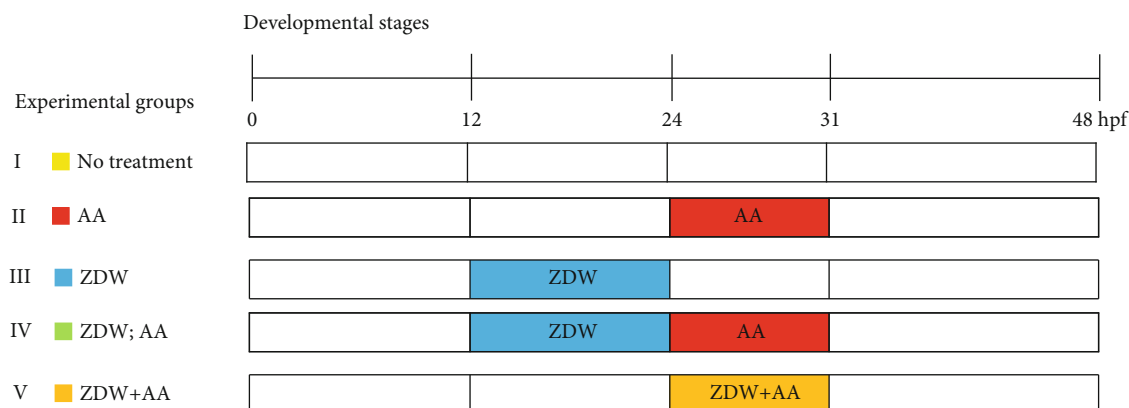 Developmental stages
Experimental groups
0 12 24 31 48 hpf
I No treatment
II AA AA
III ZDW ZDW
IV ZDW; AA ZDW AA
V ZDW+AA ZDW+AA